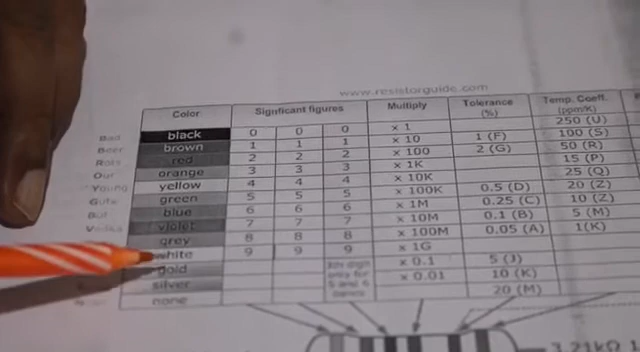 www.resistorguide.com
Color Signficant figures Multiply Tolerance (%) Temp. Coeff. (ppm/K)
Bad black 0 0 0 x 1 250 (U)
Beer brown 1 1 1 x 10 1 (F) 100 (S)
Rots red 2 2 2 x 100 2 (G) 50 (R)
Our orange 3 3 3 x 1K 15 (P)
Young yellow 4 4 4 x 10K 25 (Q)
Guts green 5 5 5 x 100K 0.5 (D) 20 (Z)
But blue 6 6 6 x 1M 0.25 (C) 10 (Z)
Vodka violet 7 7 7 x 10M 0.1 (B) 5 (M)
grey 8 8 8 x 100M 0.05 (A) 1(K)
white 9 9 9 x 1G
gold x 0.1 5 (J)
silver x 0.01 10 (K)
none 20 (M)
3.21kΩ 1